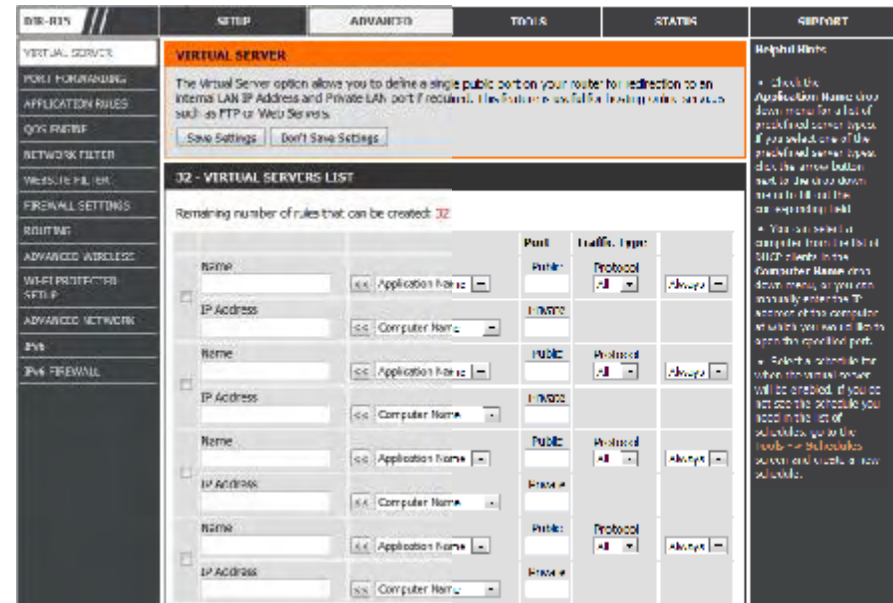 DIR-815
SETUP
ADVANCED
TOOLS
STATUS
SUPPORT
VIRTUAL SERVER
PORT FORWARDING
APPLICATION RULES
QOS ENGINE
NETWORK FILTER
WEBSITE FILTER
FIREWALL SETTINGS
ROUTING
ADVANCED WIRELESS
WI-FI PROTECTED
SETUP
ADVANCED NETWORK
IPV6
IPV6 FIREWALL
VIRTUAL SERVER
The Virtual Server option allows you to define a single public port on your router for redirection to an
internal LAN IP Address and Private LAN port if required. This feature is useful for hosting online services
such as FTP or Web Servers.
Save Settings
Don't Save Settings
32 - VIRTUAL SERVERS LIST
Remaining number of rules that can be created: 32
Port
Traffic Type
Name
<< Application Name
Public
Protocol
All
Always
IP Address
<< Computer Name
Private
Name
<< Application Name
Public
Protocol
All
Always
IP Address
<< Computer Name
Private
Name
<< Application Name
Public
Protocol
All
Always
IP Address
<< Computer Name
Private
Name
<< Application Name
Public
Protocol
All
Always
IP Address
<< Computer Name
Private
Helpful Hints
• Check the
Application Name drop
down menu for a list of
predefined server types.
If you select one of the
predefined server types,
click the arrow button
next to the drop down
menu to fill out the
corresponding field.
• You can select a
computer from the list of
DHCP clients in the
Computer Name drop
down menu, or you can
manually enter the IP
address of the computer
at which you would like to
open the specified port.
• Select a schedule for
when the virtual server
will be enabled. If you do
not see the schedule you
need in the list of
schedules, go to the
Tools -> Schedules
screen and create a new
schedule.